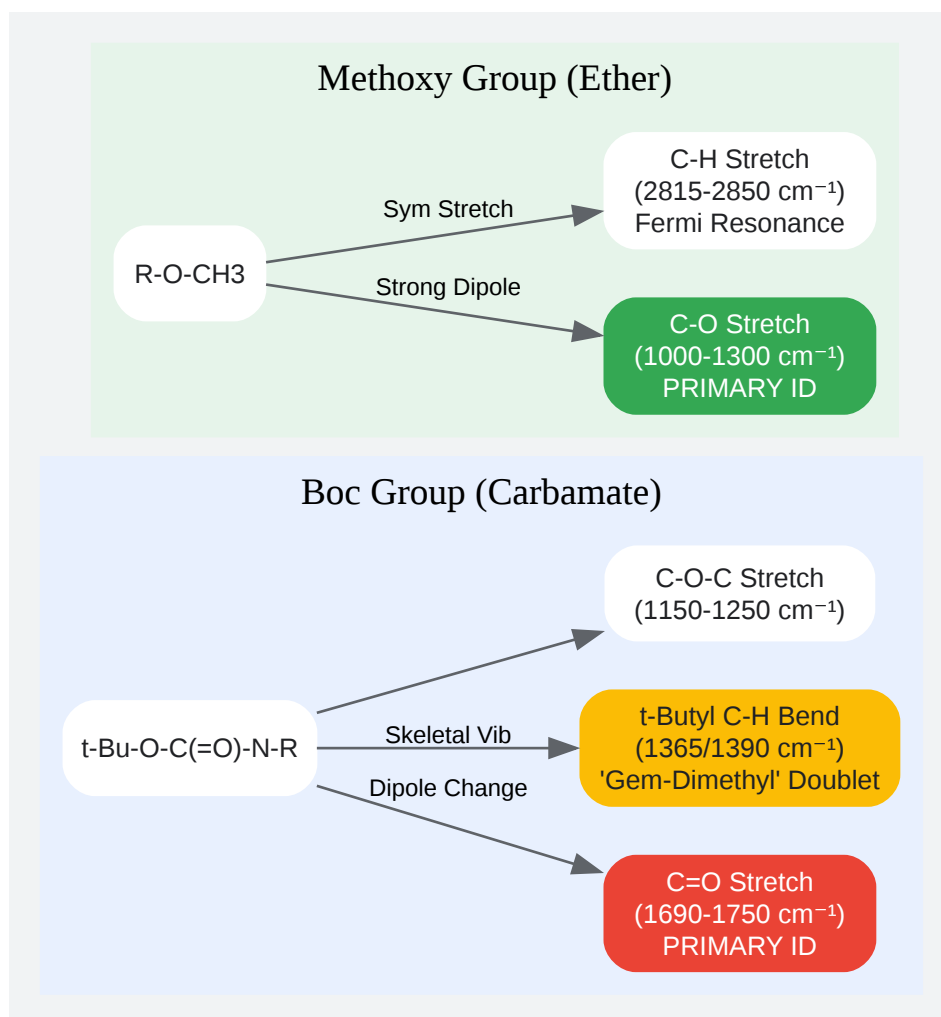 Methoxy Group (Ether)
C-H Stretch
(2815-2850 cm⁻¹)
Fermi Resonance
Sym Stretch
R-O-CH3
Strong Dipole
C-O Stretch
(1000-1300 cm⁻¹)
PRIMARY ID
Boc Group (Carbamate)
C-O-C Stretch
(1150-1250 cm⁻¹)
t-Bu-O-C(=O)-N-R
Skeletal Vib
t-Butyl C-H Bend
(1365/1390 cm⁻¹)
'Gem-Dimethyl' Doublet
Dipole Change
C=O Stretch
(1690-1750 cm⁻¹)
PRIMARY ID